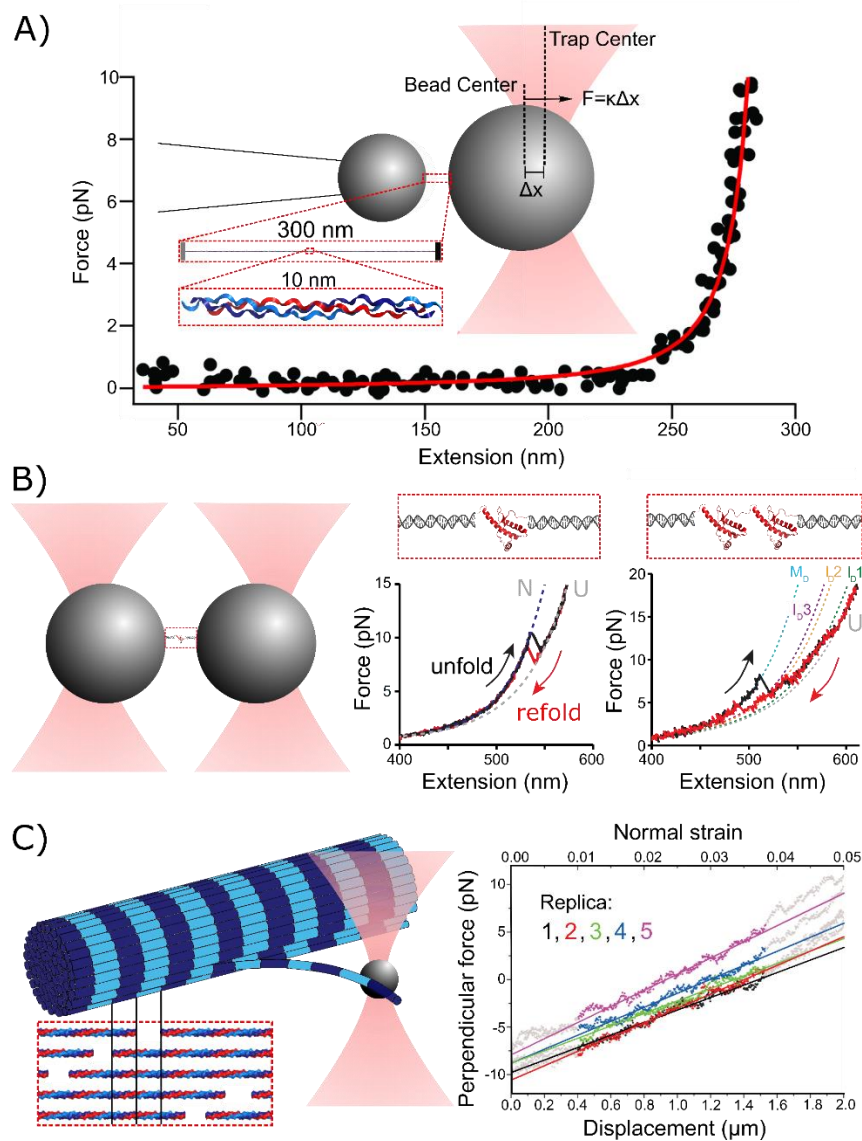 A)
Trap Center
Bead Center
F=κΔx
Δx
300 nm
10 nm
Force (pN)
10
8
6
4
2
0
50
100
150
200
250
300
Extension (nm)
B)
N
U
unfold
refold
Force (pN)
15
10
5
0
400
500
600
Extension (nm)
M_D
I_D3
I_D2
I_D1
U
Force (pN)
20
15
10
5
0
400
500
600
Extension (nm)
C)
Normal strain
0.00
0.01
0.02
0.03
0.04
0.05
Replica:
1, 2, 3, 4, 5
Perpendicular force (pN)
10
5
0
-5
-10
0.0
0.2
0.4
0.6
0.8
1.0
1.2
1.4
1.6
1.8
2.0
Displacement (μm)